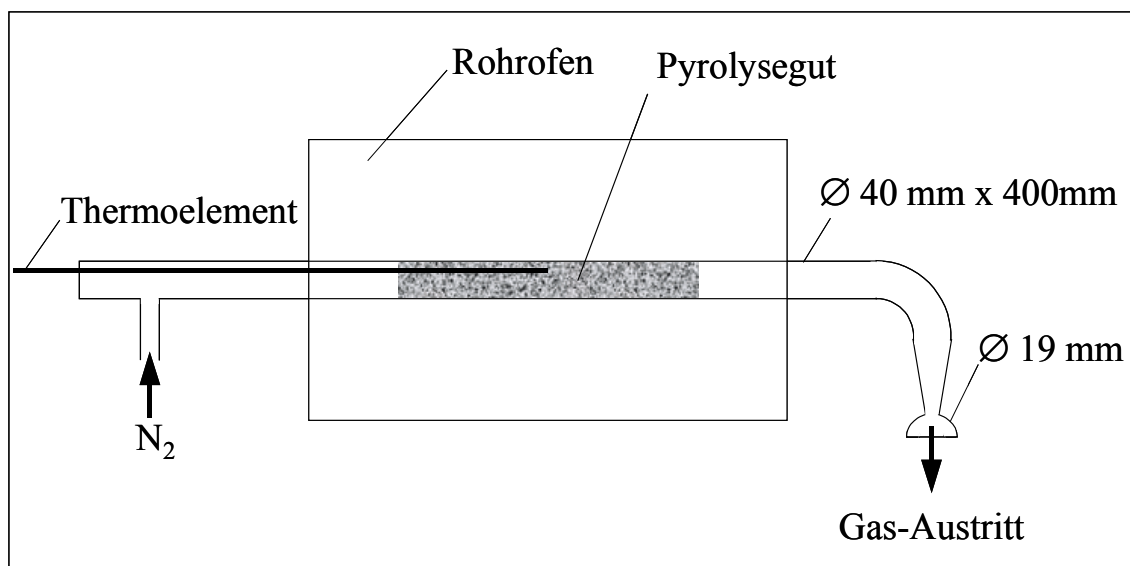 Rohrofen
Pyrolysegut
Thermoelement
∅ 40 mm x 400mm
∅ 19 mm
N₂
Gas-Austritt